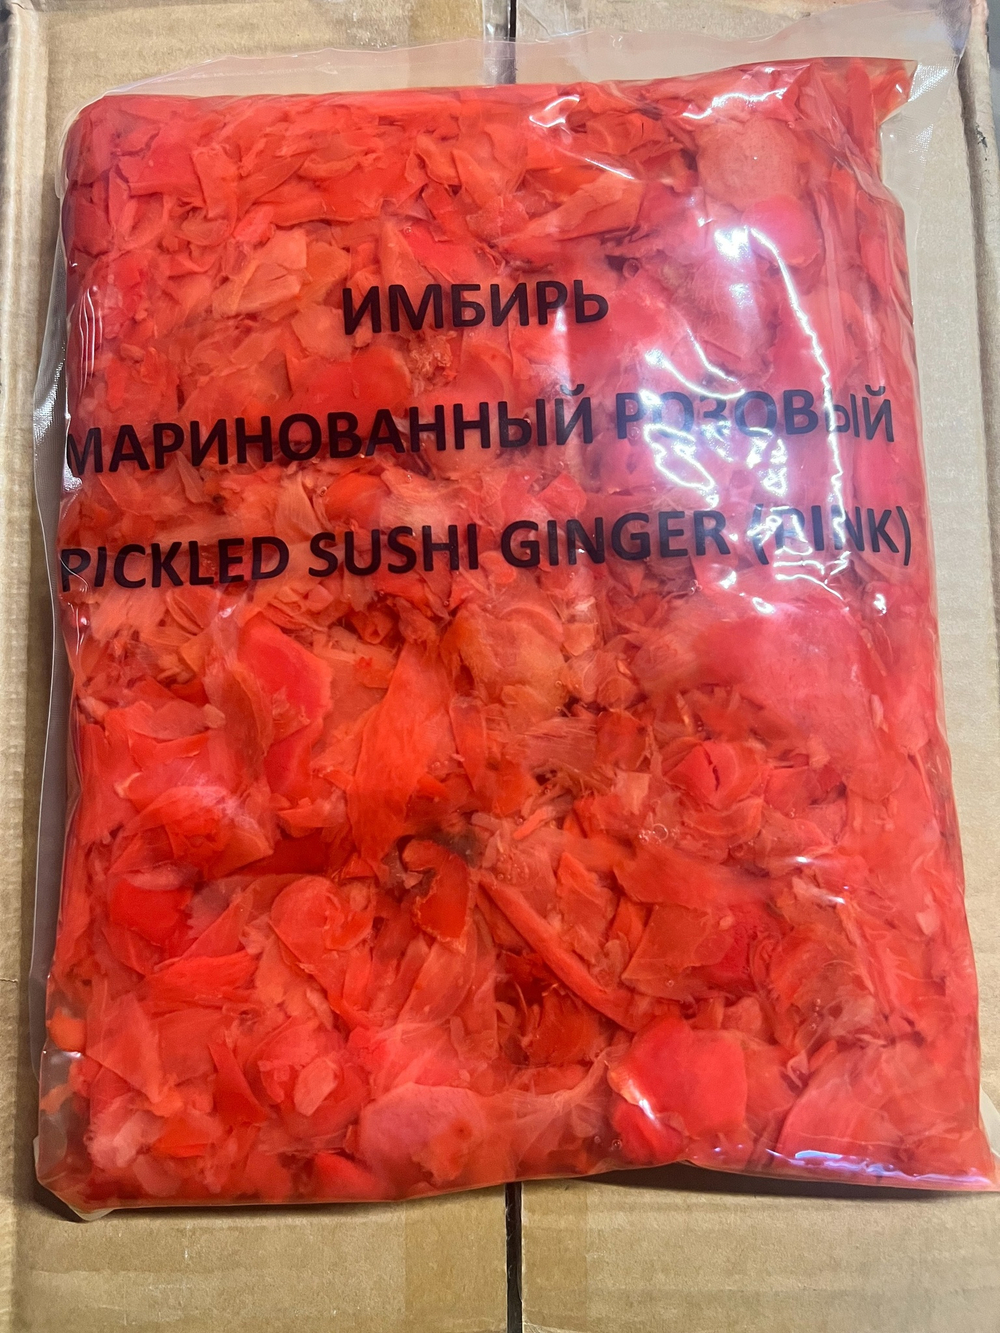 ИМБИРЬ
МАРИНОВАННЫЙ РОЗОВЫЙ
PICKLED SUSHI GINGER (PINK)